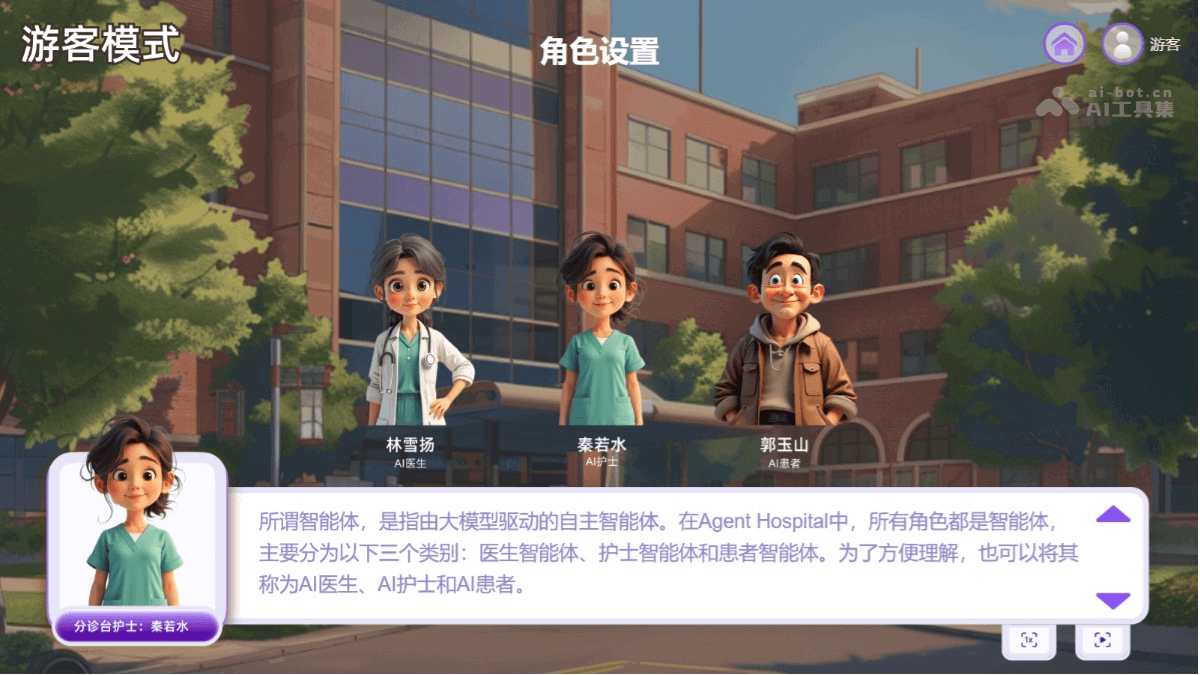 游客模式
角色设置
游客
ai-bot.cn
AI工具集
林雪扬
AI医生
秦若水
AI护士
郭玉山
AI患者
所谓智能体，是指由大模型驱动的自主智能体。在Agent Hospital中，所有角色都是智能体，
主要分为以下三个类别：医生智能体、护士智能体和患者智能体。为了方便理解，也可以将其
称为AI医生、AI护士和AI患者。
分诊台护士：秦若水
1x